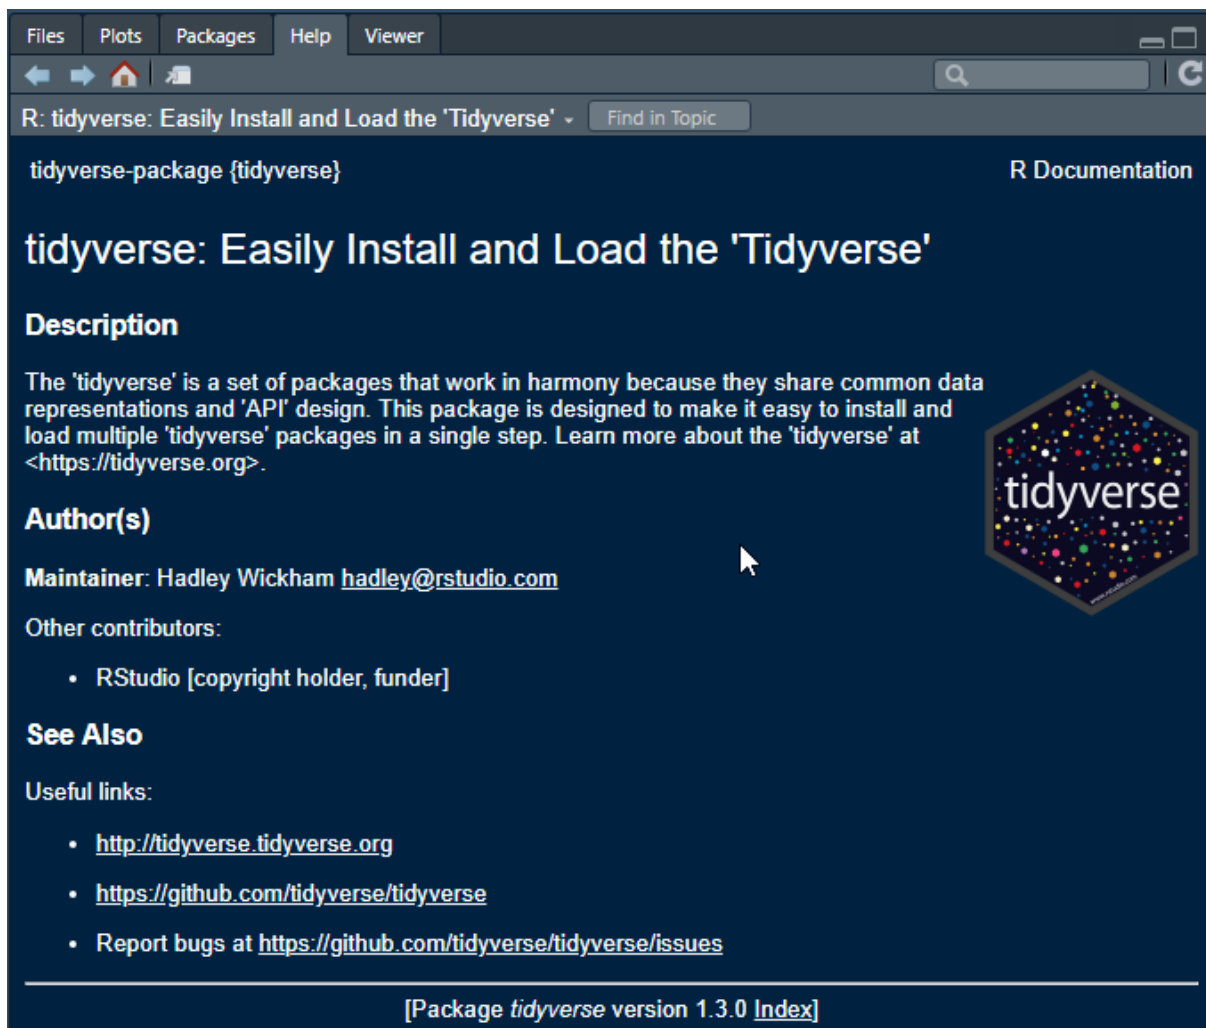 Files Plots Packages Help Viewer
R: tidyverse: Easily Install and Load the 'Tidyverse' Find in Topic
tidyverse-package {tidyverse} R Documentation
tidyverse: Easily Install and Load the 'Tidyverse'
Description
The 'tidyverse' is a set of packages that work in harmony because they share common data
representations and 'API' design. This package is designed to make it easy to install and
load multiple 'tidyverse' packages in a single step. Learn more about the 'tidyverse' at
<https://tidyverse.org>.
tidyverse
www.rstudio.com
Author(s)
Maintainer: Hadley Wickham hadley@rstudio.com
Other contributors:
• RStudio [copyright holder, funder]
See Also
Useful links:
• http://tidyverse.tidyverse.org
• https://github.com/tidyverse/tidyverse
• Report bugs at https://github.com/tidyverse/tidyverse/issues
[Package tidyverse version 1.3.0 Index]